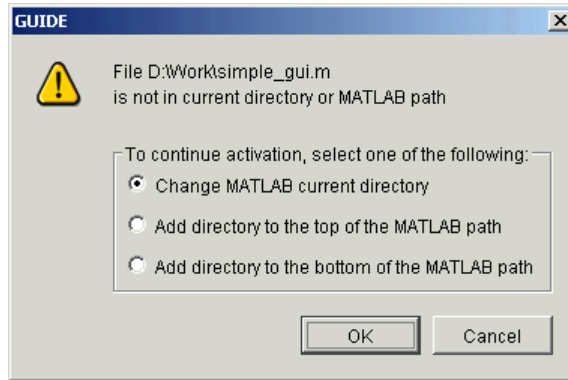 GUIDE
File D:\Work\simple_gui.m
is not in current directory or MATLAB path
To continue activation, select one of the following:
Change MATLAB current directory
Add directory to the top of the MATLAB path
Add directory to the bottom of the MATLAB path
OK
Cancel